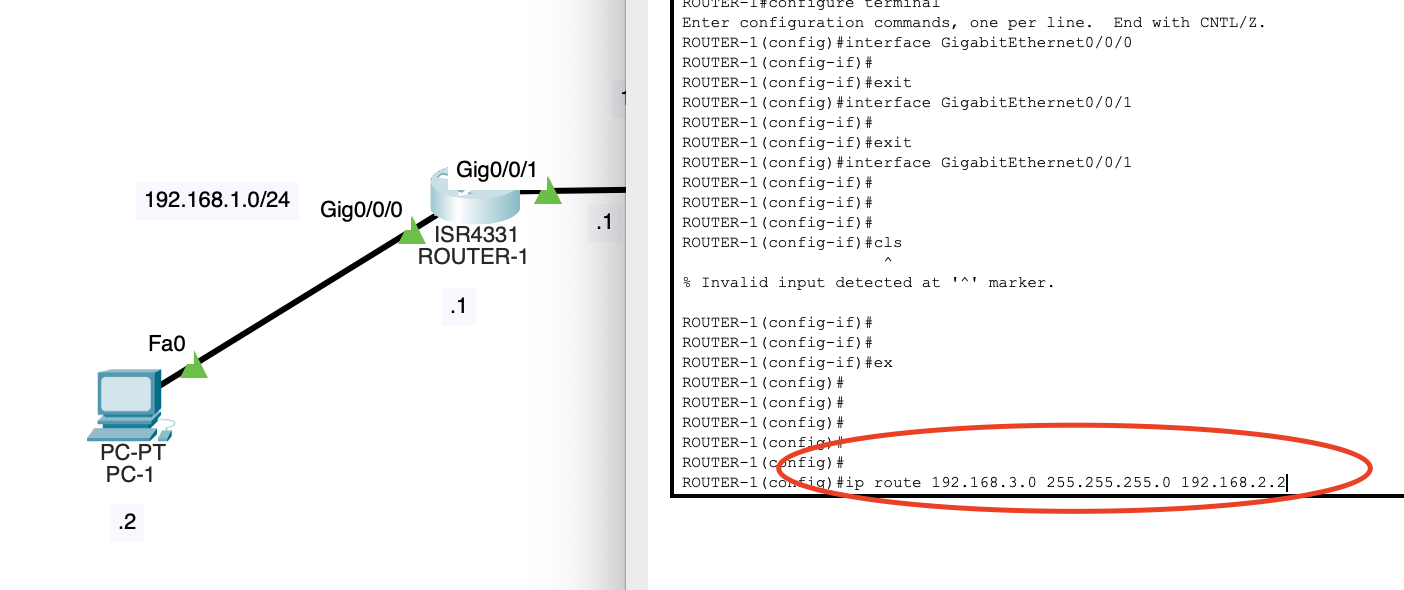 192.168.1.0/24
Gig0/0/1
Gig0/0/0
ISR4331
ROUTER-1
.1
.1
Fa0
PC-PT
PC-1
.2
ROUTER-1#configure terminal
Enter configuration commands, one per line.  End with CNTL/Z.
ROUTER-1(config)#interface GigabitEthernet0/0/0
ROUTER-1(config-if)#
ROUTER-1(config-if)#exit
ROUTER-1(config)#interface GigabitEthernet0/0/1
ROUTER-1(config-if)#
ROUTER-1(config-if)#exit
ROUTER-1(config)#interface GigabitEthernet0/0/1
ROUTER-1(config-if)#
ROUTER-1(config-if)#
ROUTER-1(config-if)#
ROUTER-1(config-if)#cls
^
% Invalid input detected at '^' marker.
ROUTER-1(config-if)#
ROUTER-1(config-if)#
ROUTER-1(config-if)#ex
ROUTER-1(config)#
ROUTER-1(config)#
ROUTER-1(config)#
ROUTER-1(config)#
ROUTER-1(config)#
ROUTER-1(config)#ip route 192.168.3.0 255.255.255.0 192.168.2.2